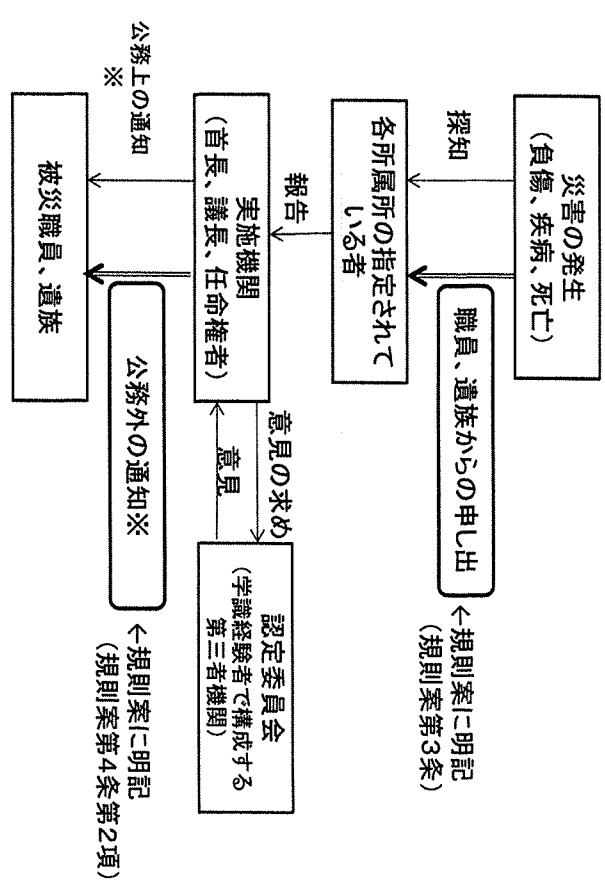 災害の発生
（負傷、疾病、死亡）
探知
職員、遺族からの申し出
←規則案に明記
（規則案第３条）
各所属所の指定されて
いる者
報告
実施機関
（首長、議長、任命権者）
意見の求め
意見
認定委員会
（学識経験者で構成する
第三者機関）
公務上の通知
※
公務外の通知※
←規則案に明記
（規則案第４条第２項）
被災職員、遺族